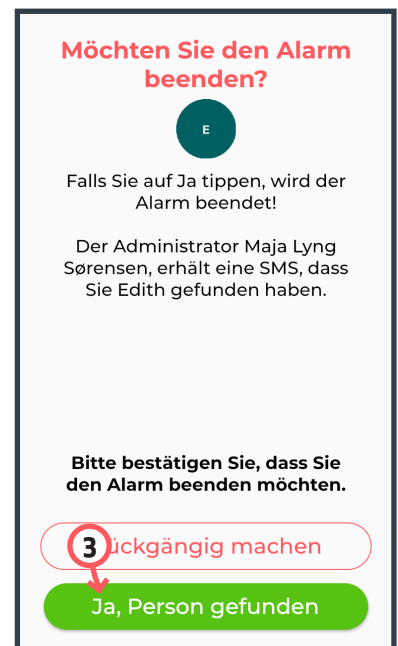 Möchten Sie den Alarm
beenden?
E
Falls Sie auf Ja tippen, wird der
Alarm beendet!
Der Administrator Maja Lyng
Sørensen, erhält eine SMS, dass
Sie Edith gefunden haben.
Bitte bestätigen Sie, dass Sie
den Alarm beenden möchten.
3
ückgängig machen
Ja, Person gefunden